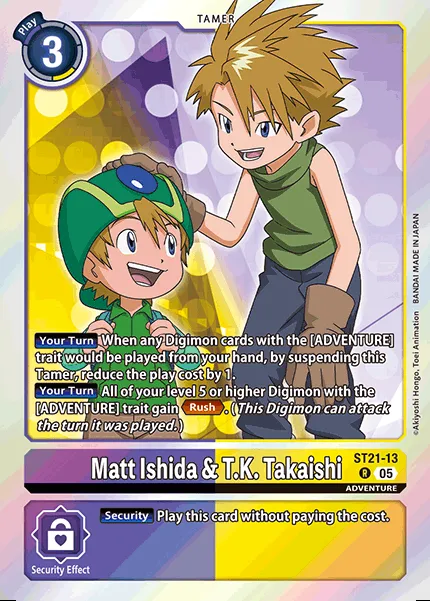 TAMER
Play
3
Your Turn When any Digimon cards with the [ADVENTURE]
trait would be played from your hand, by suspending this
Tamer, reduce the play cost by 1.
Your Turn All of your level 5 or higher Digimon with the
[ADVENTURE] trait gain Rush. (This Digimon can attack
the turn it was played.)
©Akiyoshi Hongo, Toei Animation BANDAI MADE IN JAPAN
Matt Ishida & T.K. Takaishi
ST21-13
R 05
ADVENTURE
Security Play this card without paying the cost.
Security Effect